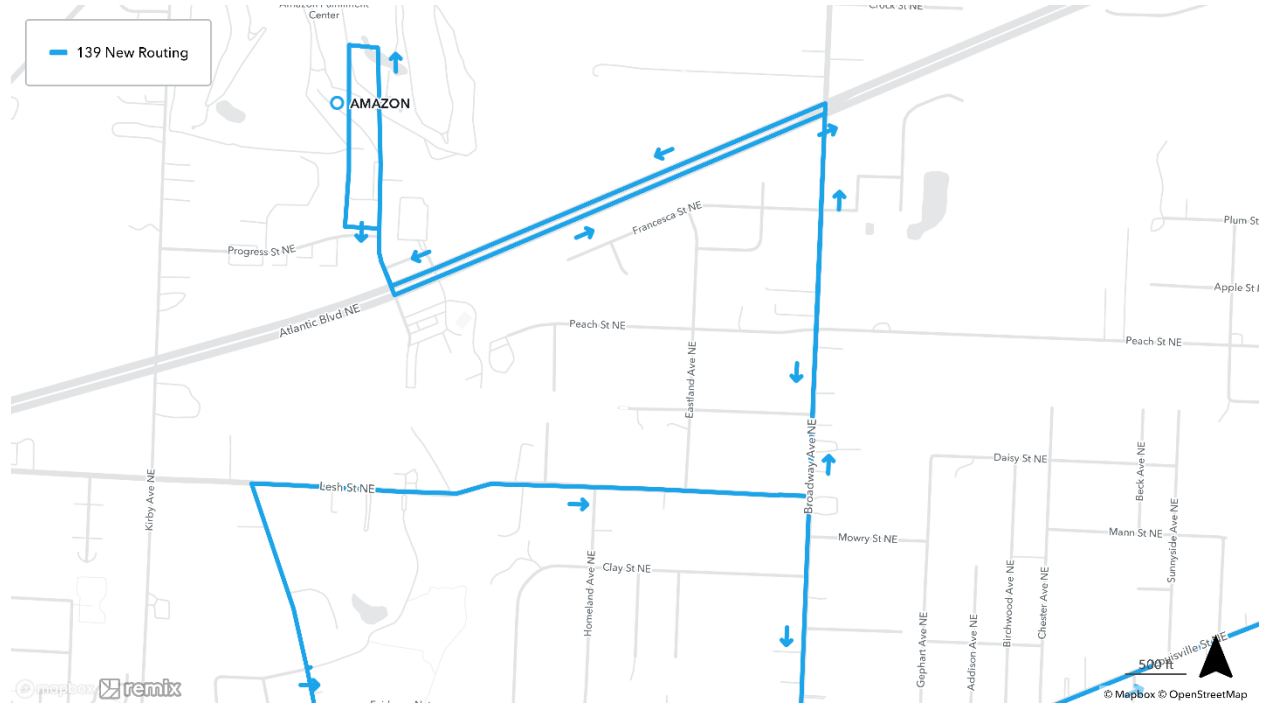 Amazon Fulfillment
Center
Crock St NE
139 New Routing
AMAZON
Francesca St NE
Plum St
Progress St NE
Apple St
Atlantic Blvd NE
Peach St NE
Peach St NE
Eastland Ave NE
Broadway Ave NE
Daisy St NE
Beck Ave NE
Kirby Ave NE
Lesh St NE
Mowry St NE
Mann St NE
Sunnyside Ave NE
Clay St NE
Homeland Ave NE
Birchwood Ave NE
Chester Ave NE
Gephart Ave NE
Addison Ave NE
Louisville St NE
500 ft
mapbox remix
© Mapbox © OpenStreetMap